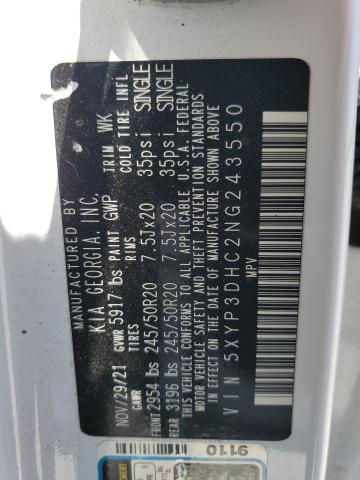 MANUFACTURED BY
KIA GEORGIA, INC.
NOV/29/21 GVWR 5917 lbs PAINT GWP TRIM WK
GAWR TIRES RIMS COLD TIRE INFL
FRONT 2954 lbs 245/50R20 7.5Jx20 35psi SINGLE
REAR 3196 lbs 245/50R20 7.5Jx20 35psi SINGLE
THIS VEHICLE CONFORMS TO ALL APPLICABLE U.S.A. FEDERAL
MOTOR VEHICLE SAFETY AND THEFT PREVENTION STANDARDS
IN EFFECT ON THE DATE OF MANUFACTURE SHOWN ABOVE.
VIN 5XYP3DHC2NG243550
MPV
9110